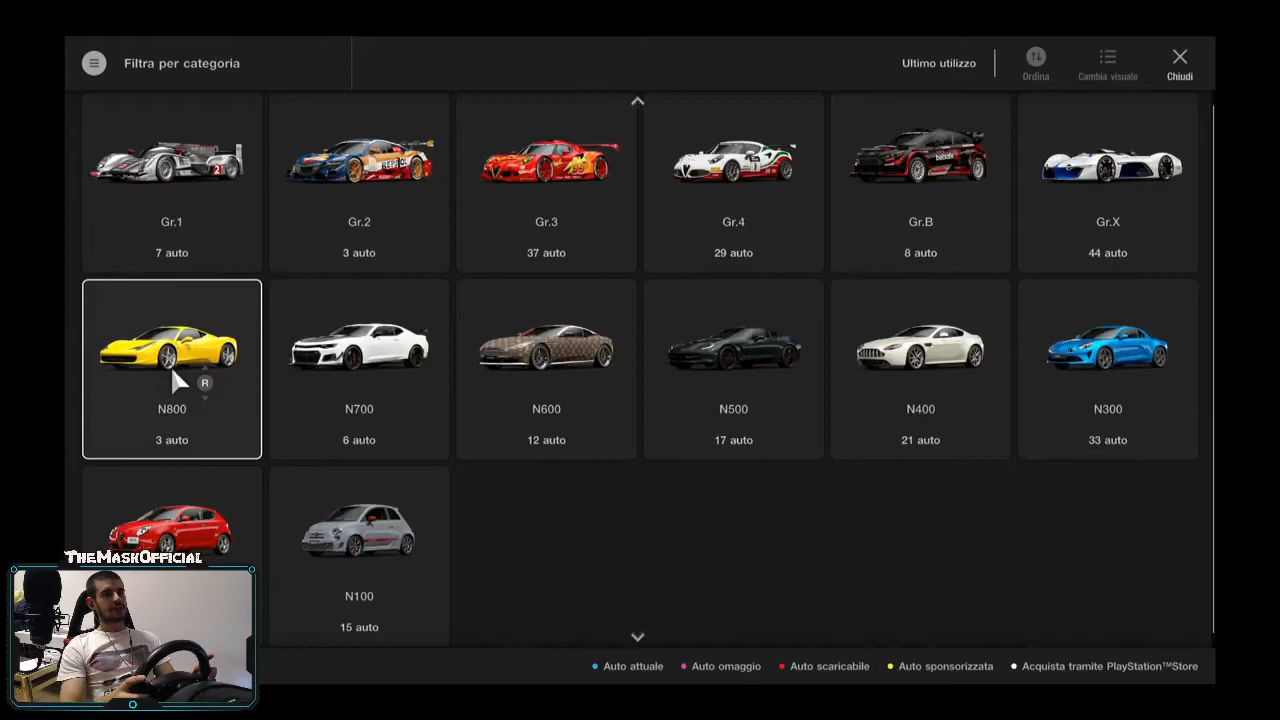 Filtra per categoria
Ultimo utilizzo
Ordina
Cambia visuale
Chiudi
Gr.1
Gr.2
Gr.3
Gr.4
Gr.B
Gr.X
7 auto
3 auto
37 auto
29 auto
8 auto
44 auto
R
N800
N700
N600
N500
N400
N300
3 auto
6 auto
12 auto
17 auto
21 auto
33 auto
TheMaskOfficial
N100
15 auto
Auto attuale
Auto omaggio
Auto scaricabile
Auto sponsorizzata
Acquista tramite PlayStation™Store